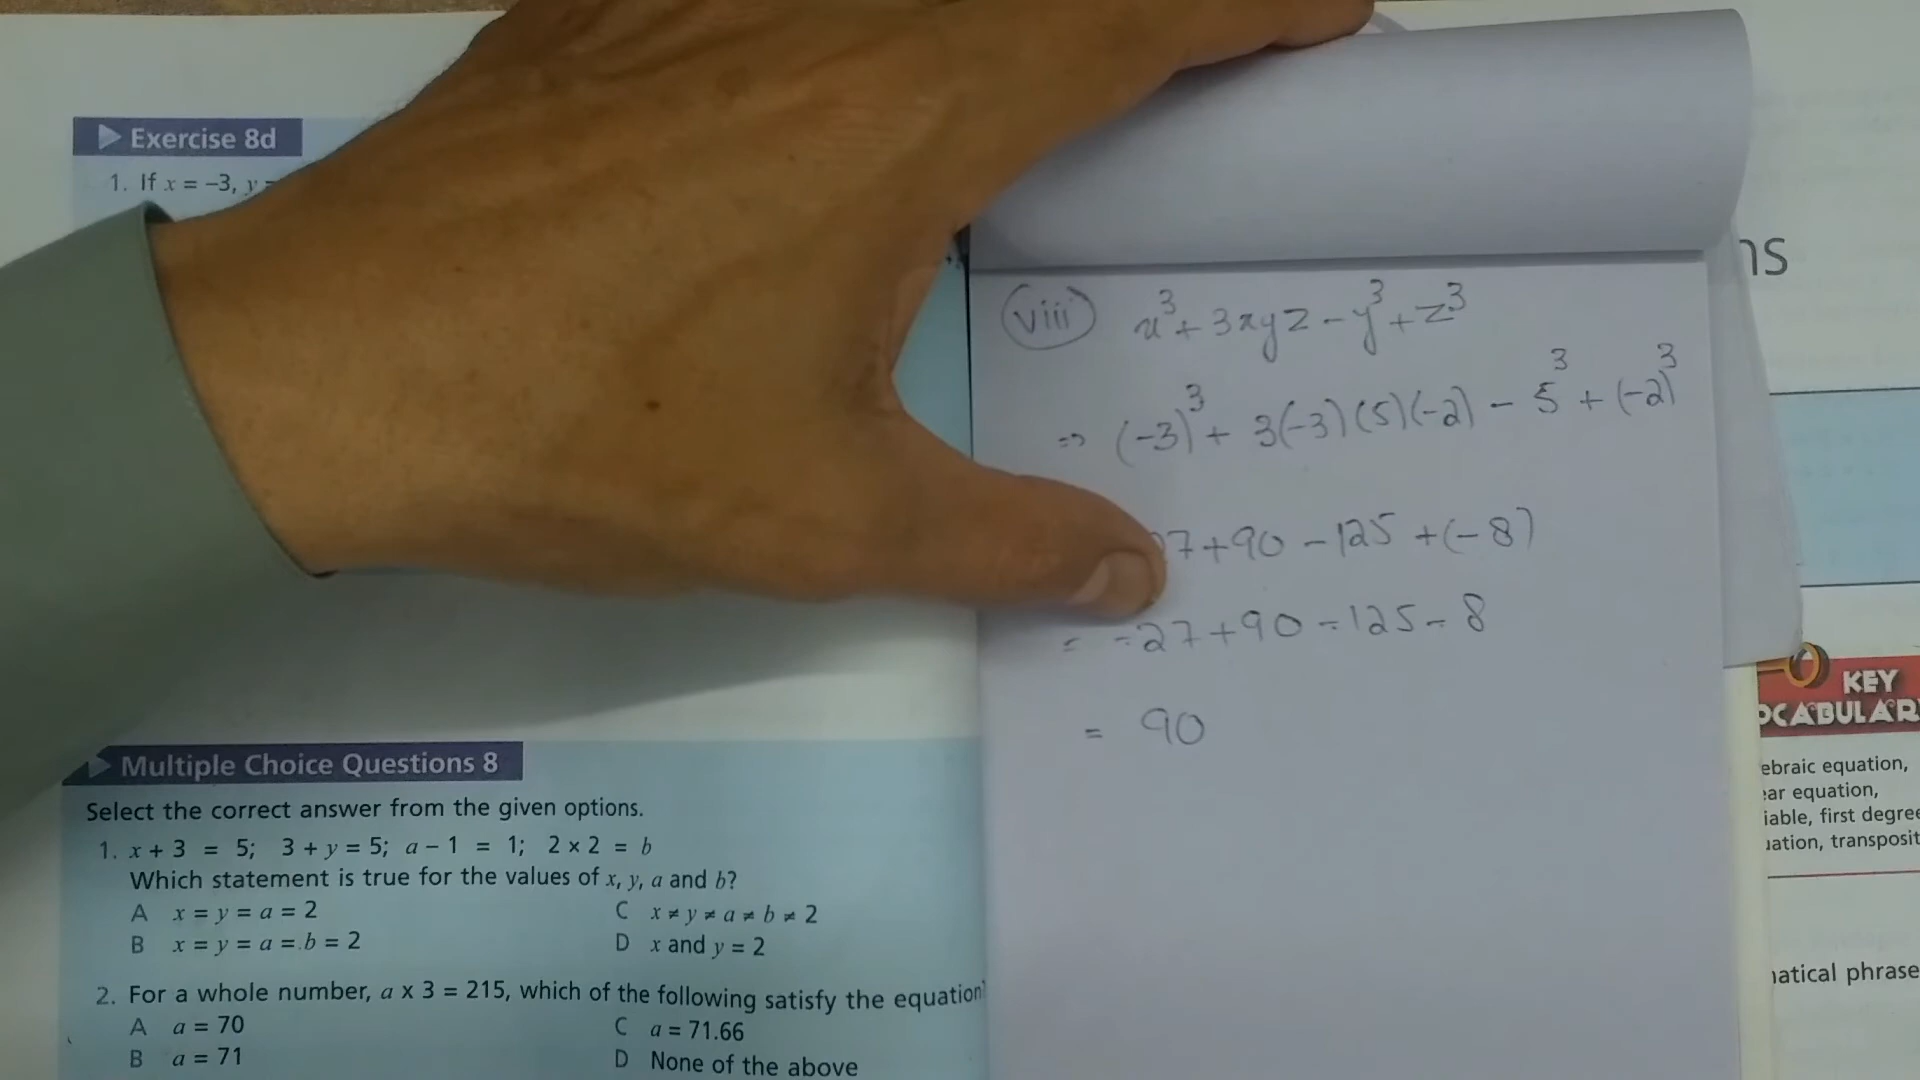 Exercise 8d
1. If x = –3, y =
(viii) x³ + 3xyz – y³ + z³
⇒ (-3)³ + 3(-3)(5)(-2) – 5³ + (-2)³
27 + 90 – 125 + (-8)
= -27 + 90 – 125 – 8
= 90
Multiple Choice Questions 8
Select the correct answer from the given options.
1. x + 3 = 5; 3 + y = 5; a – 1 = 1; 2 × 2 = b
Which statement is true for the values of x, y, a and b?
A x = y = a = 2
C x ≠ y ≠ a ≠ b ≠ 2
B x = y = a = b = 2
D x and y = 2
2. For a whole number, a x 3 = 215, which of the following satisfy the equation
A a = 70
C a = 71.66
B a = 71
D None of the above
ns
KEY
OCABULAR
ebraic equation,
ear equation,
iable, first degree
uation, transposit
natical phrase